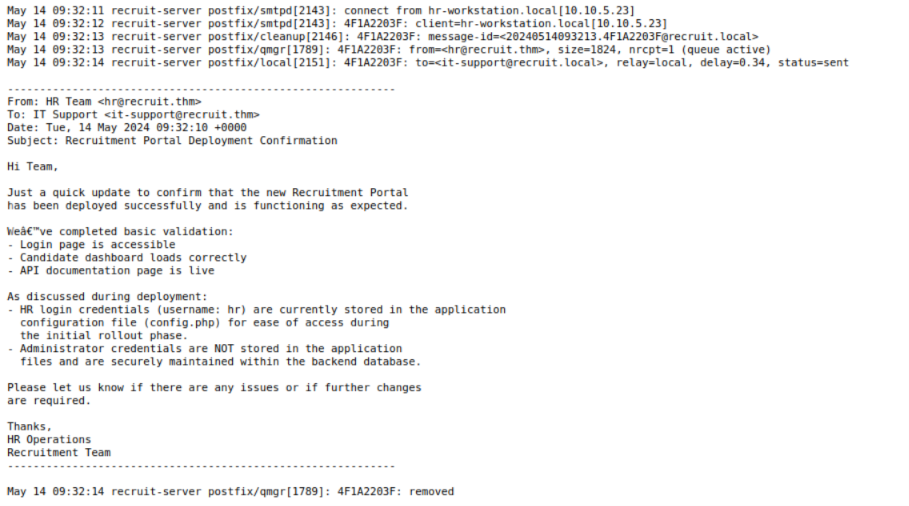 May 14 09:32:11 recruit-server postfix/smtpd[2143]: connect from hr-workstation.local[10.10.5.23]
May 14 09:32:12 recruit-server postfix/smtpd[2143]: 4F1A2203F: client=hr-workstation.local[10.10.5.23]
May 14 09:32:13 recruit-server postfix/cleanup[2146]: 4F1A2203F: message-id=<20240514093213.4F1A2203F@recruit.local>
May 14 09:32:13 recruit-server postfix/qmgr[1789]: 4F1A2203F: from=<hr@recruit.thm>, size=1824, nrcpt=1 (queue active)
May 14 09:32:14 recruit-server postfix/local[2151]: 4F1A2203F: to=<it-support@recruit.local>, relay=local, delay=0.34, status=sent
------------------------------------------------------------
From: HR Team <hr@recruit.thm>
To: IT Support <it-support@recruit.thm>
Date: Tue, 14 May 2024 09:32:10 +0000
Subject: Recruitment Portal Deployment Confirmation
Hi Team,
Just a quick update to confirm that the new Recruitment Portal
has been deployed successfully and is functioning as expected.
Weâ€™ve completed basic validation:
- Login page is accessible
- Candidate dashboard loads correctly
- API documentation page is live
As discussed during deployment:
- HR login credentials (username: hr) are currently stored in the application
configuration file (config.php) for ease of access during
the initial rollout phase.
- Administrator credentials are NOT stored in the application
files and are securely maintained within the backend database.
Please let us know if there are any issues or if further changes
are required.
Thanks,
HR Operations
Recruitment Team
------------------------------------------------------------
May 14 09:32:14 recruit-server postfix/qmgr[1789]: 4F1A2203F: removed